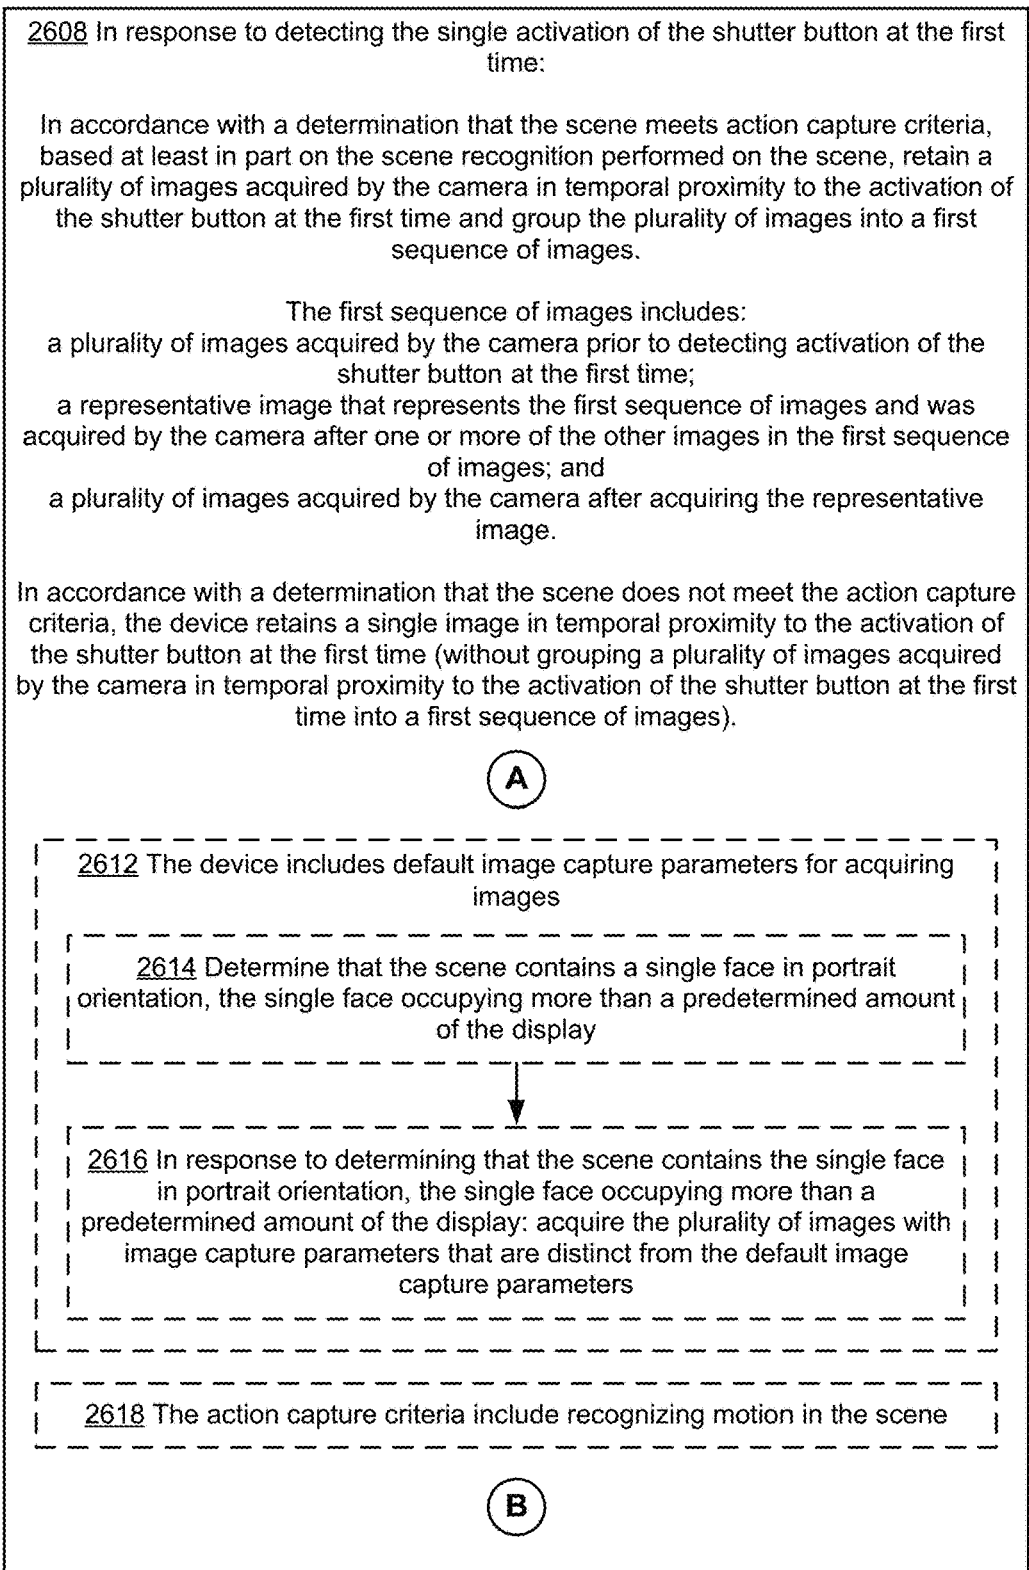 2608 In response to detecting the single activation of the shutter button at the first
time:
In accordance with a determination that the scene meets action capture criteria,
based at least in part on the scene recognition performed on the scene, retain a
plurality of images acquired by the camera in temporal proximity to the activation of
the shutter button at the first time and group the plurality of images into a first
sequence of images.
The first sequence of images includes:
a plurality of images acquired by the camera prior to detecting activation of the
shutter button at the first time;
a representative image that represents the first sequence of images and was
acquired by the camera after one or more of the other images in the first sequence
of images; and
a plurality of images acquired by the camera after acquiring the representative
image.
In accordance with a determination that the scene does not meet the action capture
criteria, the device retains a single image in temporal proximity to the activation of
the shutter button at the first time (without grouping a plurality of images acquired
by the camera in temporal proximity to the activation of the shutter button at the first
time into a first sequence of images).
A
2612 The device includes default image capture parameters for acquiring
images
2614 Determine that the scene contains a single face in portrait
orientation, the single face occupying more than a predetermined amount
of the display
2616 In response to determining that the scene contains the single face
in portrait orientation, the single face occupying more than a
predetermined amount of the display: acquire the plurality of images with
image capture parameters that are distinct from the default image
capture parameters
2618 The action capture criteria include recognizing motion in the scene
B